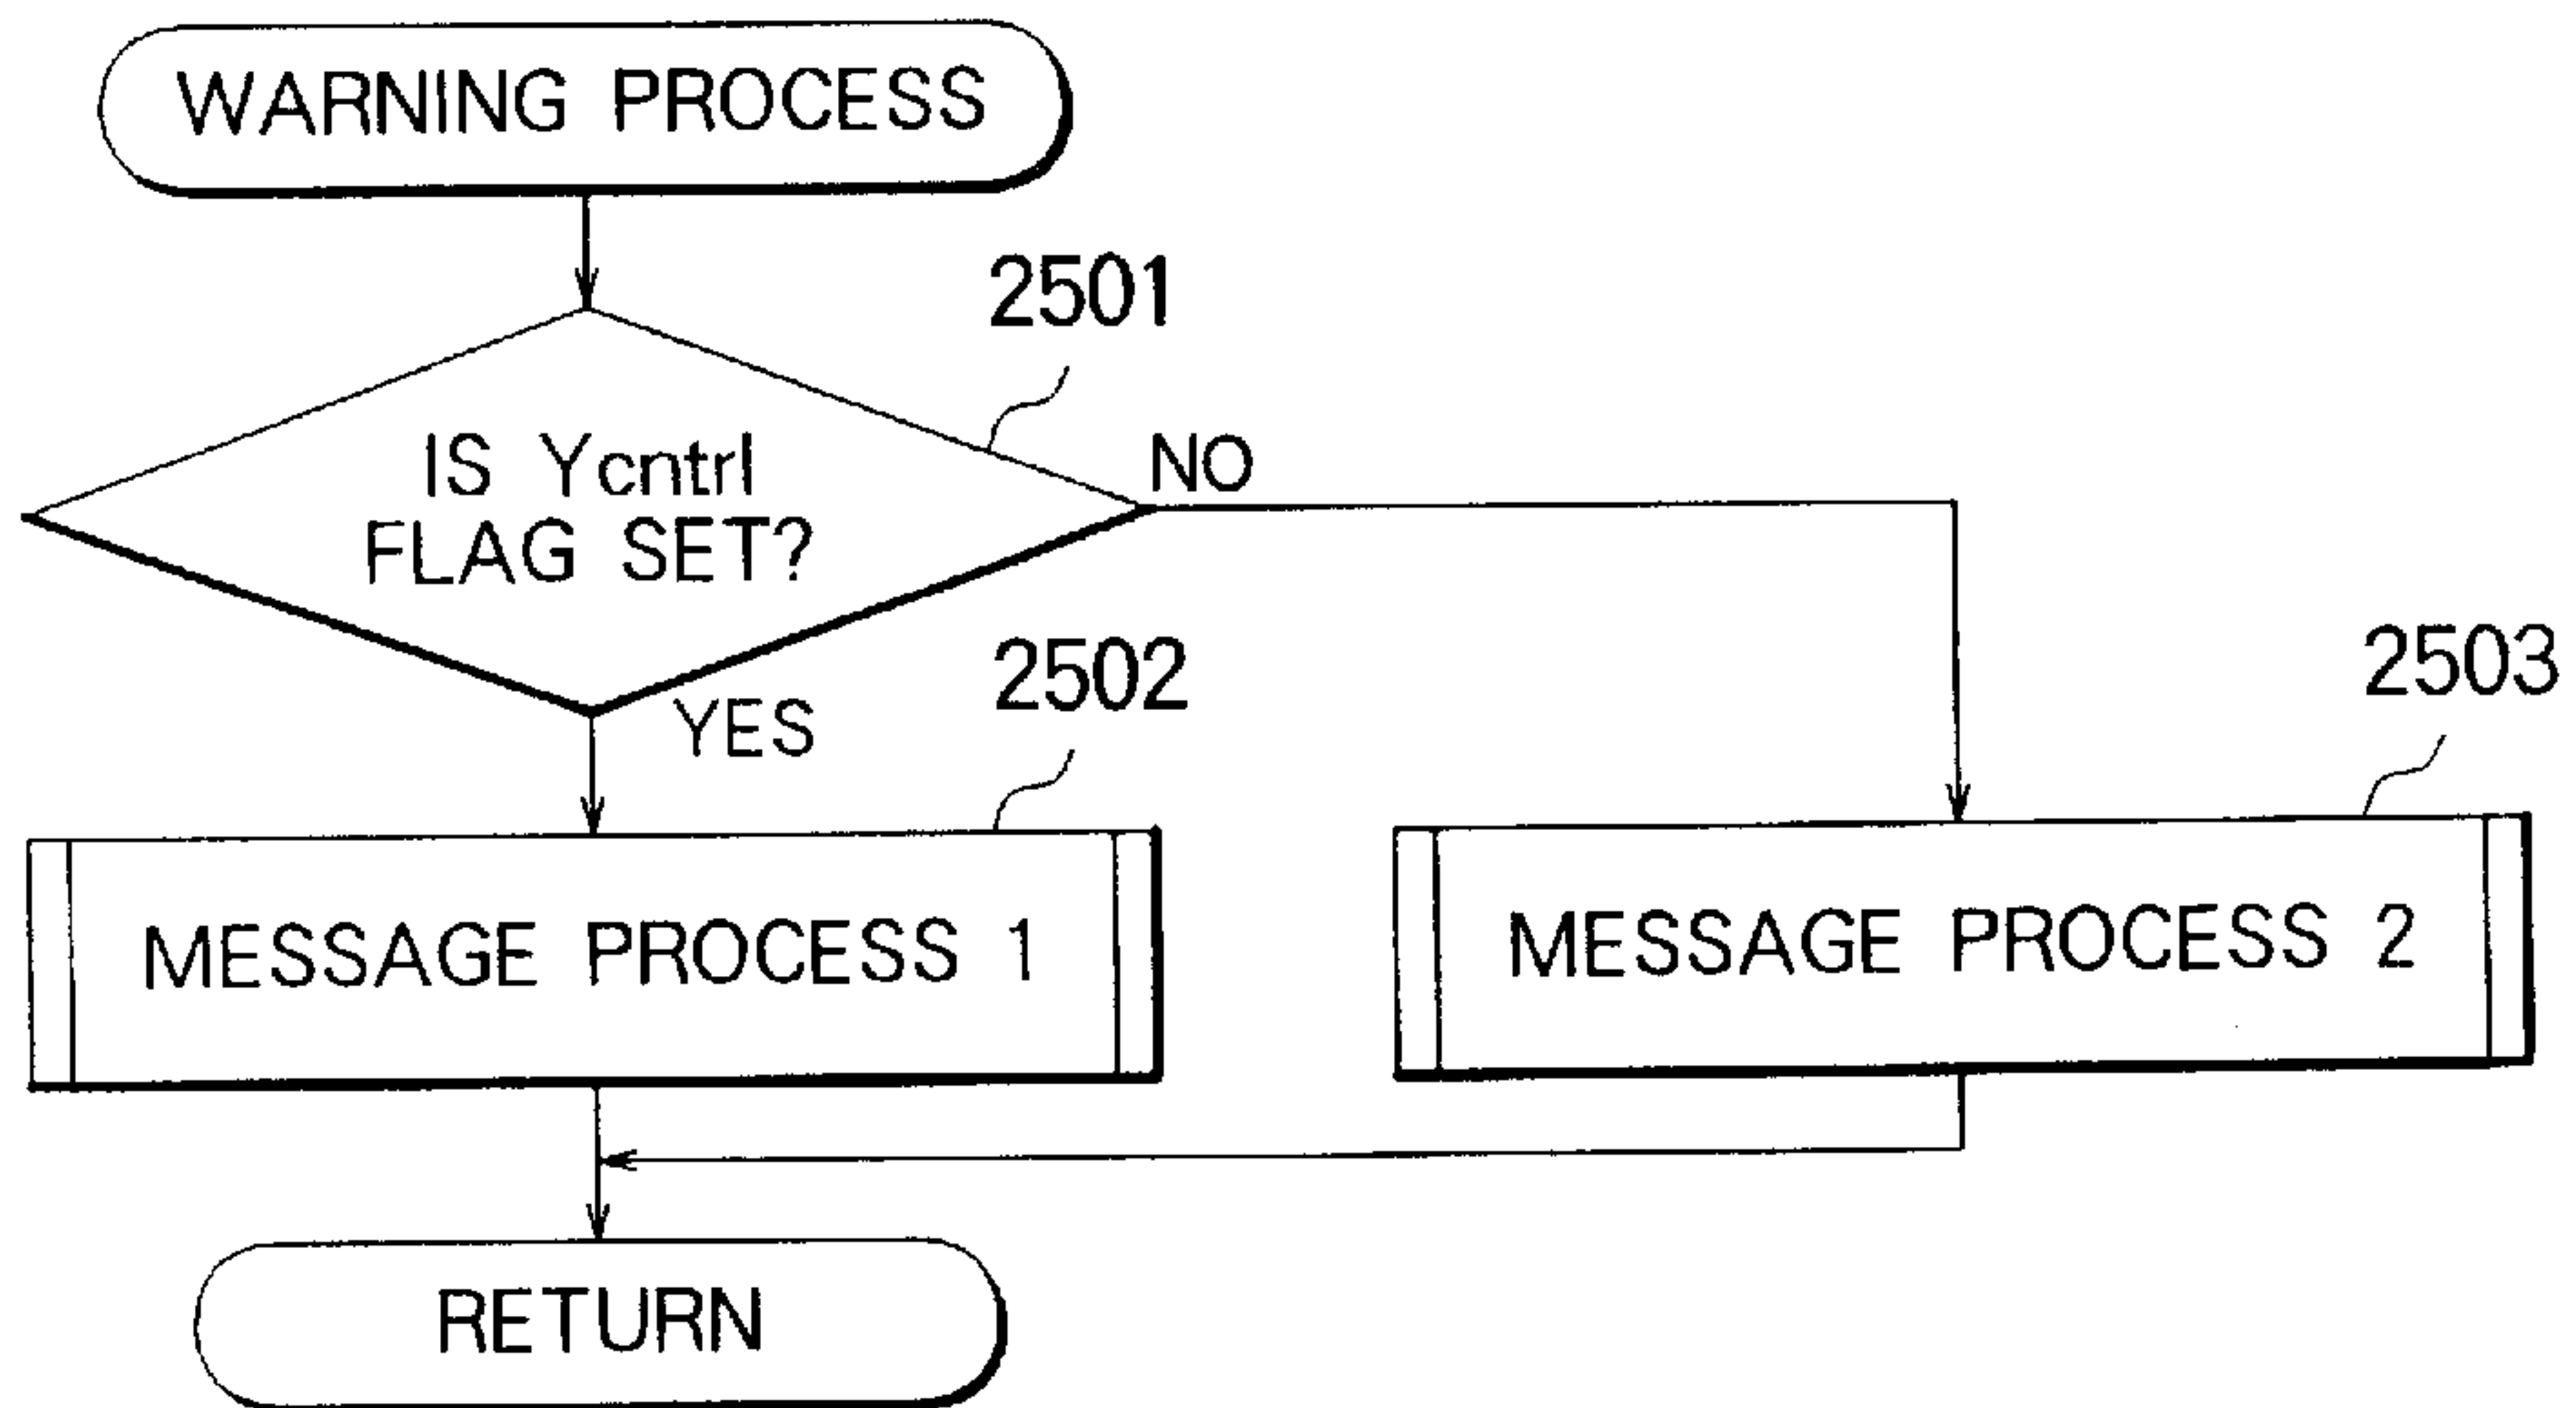 WARNING PROCESS
2501
IS Ycntrl
FLAG SET?
NO
YES
2502
2503
MESSAGE PROCESS 1
MESSAGE PROCESS 2
RETURN